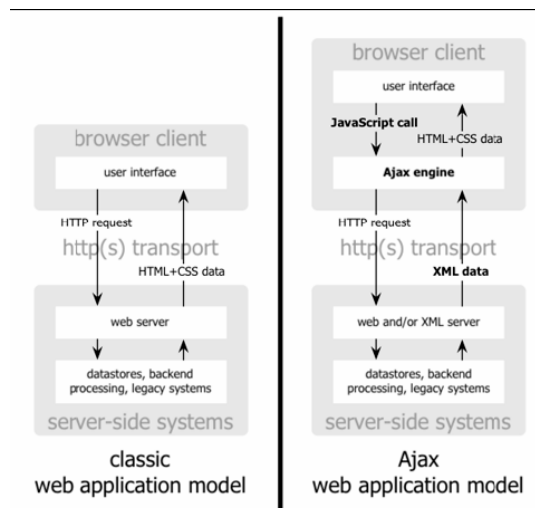 browser client
user interface
HTTP request
http(s) transport
HTML+CSS data
web server
datastores, backend
processing, legacy systems
server-side systems
classic
web application model
browser client
user interface
JavaScript call
HTML+CSS data
Ajax engine
HTTP request
http(s) transport
XML data
web and/or XML server
datastores, backend
processing, legacy systems
server-side systems
Ajax
web application model